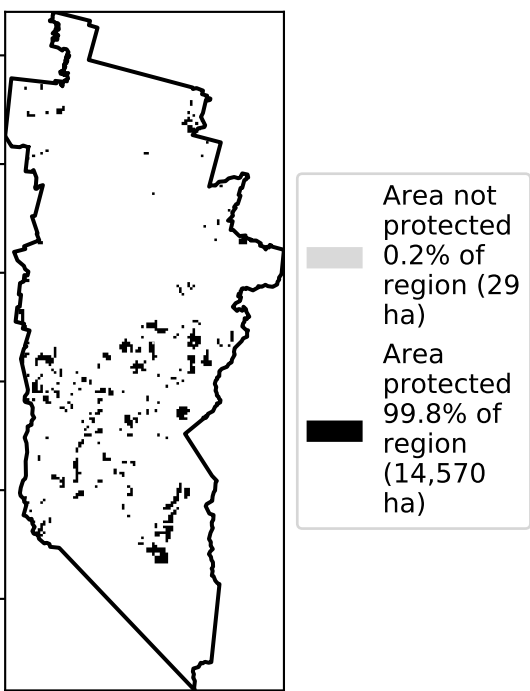 Area not
protected
0.2% of
region (29
ha)
Area
protected
99.8% of
region
(14,570
ha)